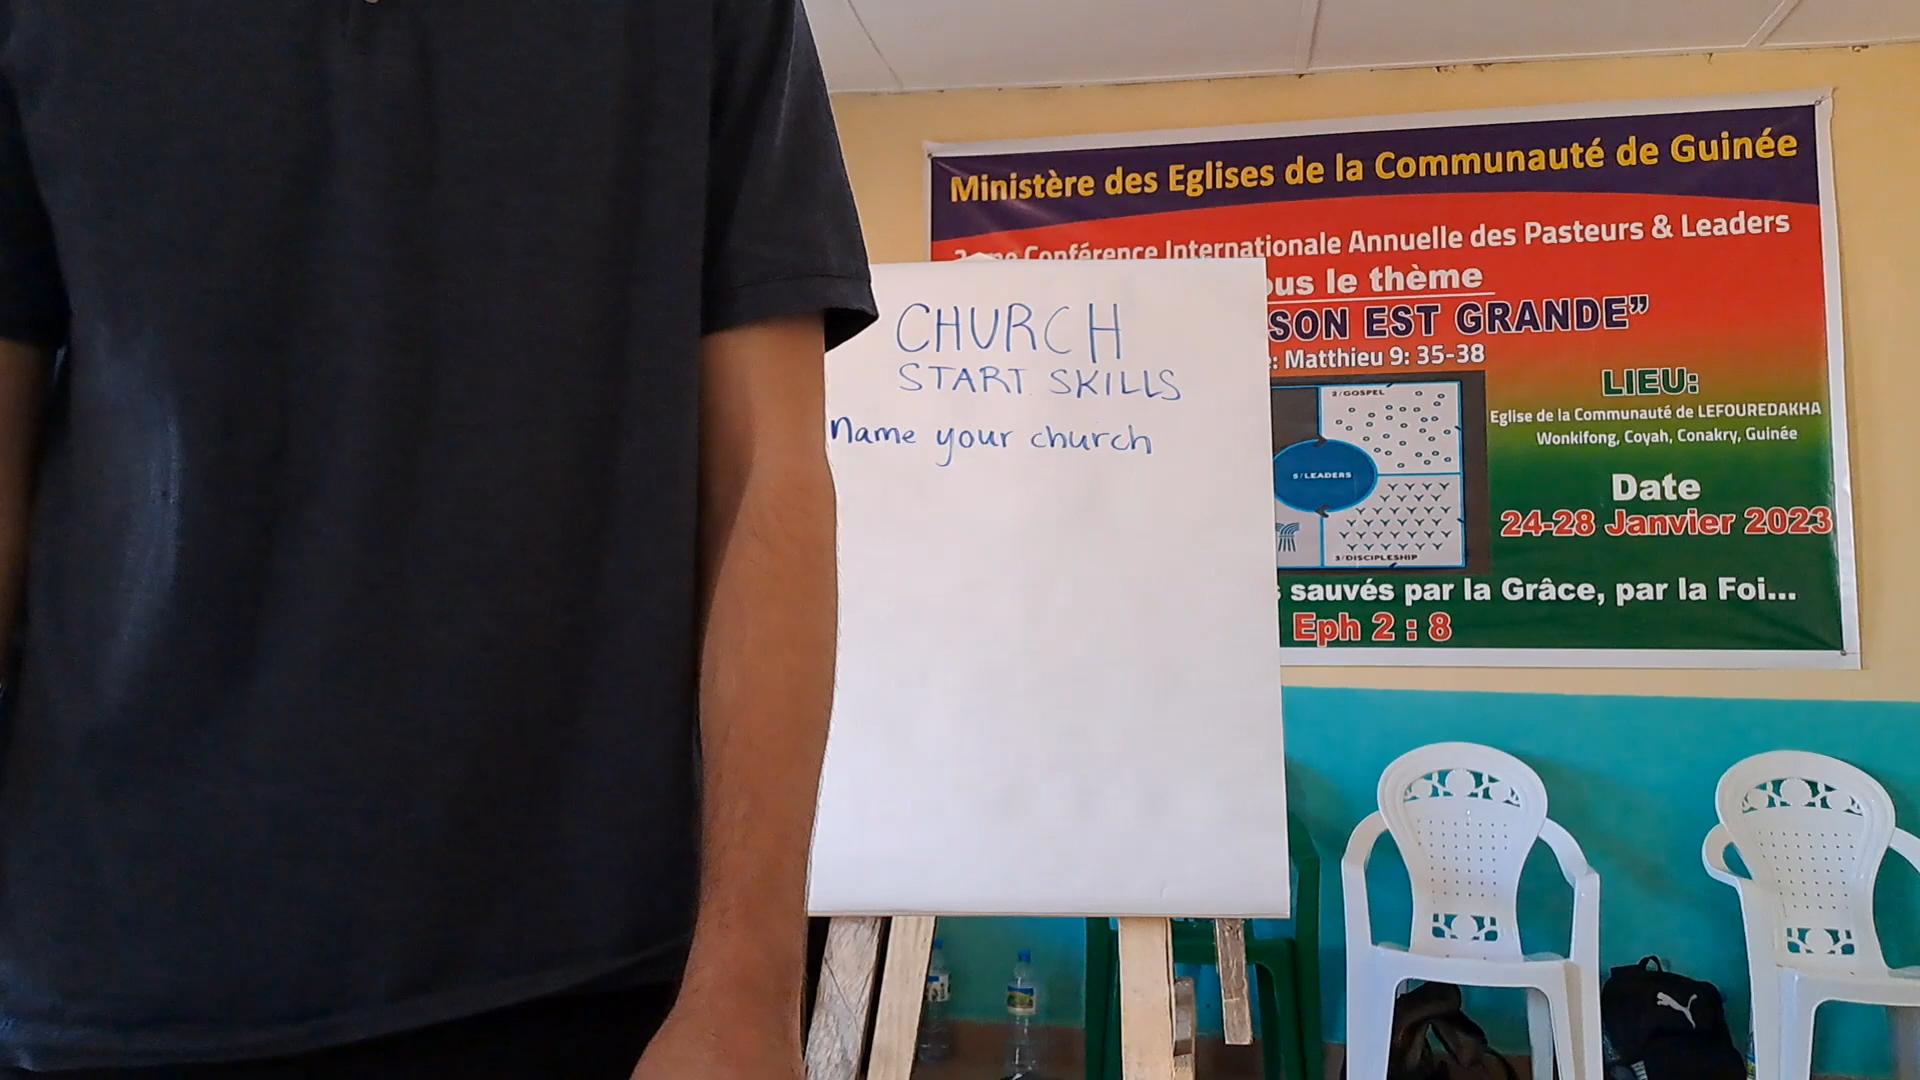 Ministère des Eglises de la Communauté de Guinée
Conférence Internationale Annuelle des Pasteurs & Leaders
le thème
EST GRANDE”
Matthieu 9: 35-38
CHURCH
START SKILLS
Name your church
2/GOSPEL
5/LEADERS
3/DISCIPLESHIP
LIEU:
Eglise de la Communauté de LEFOUREDAKHA
Wonkifong, Coyah, Conakry, Guinée
Date
24-28 Janvier 2023
sauvés par la Grâce, par la Foi...
Eph 2 : 8